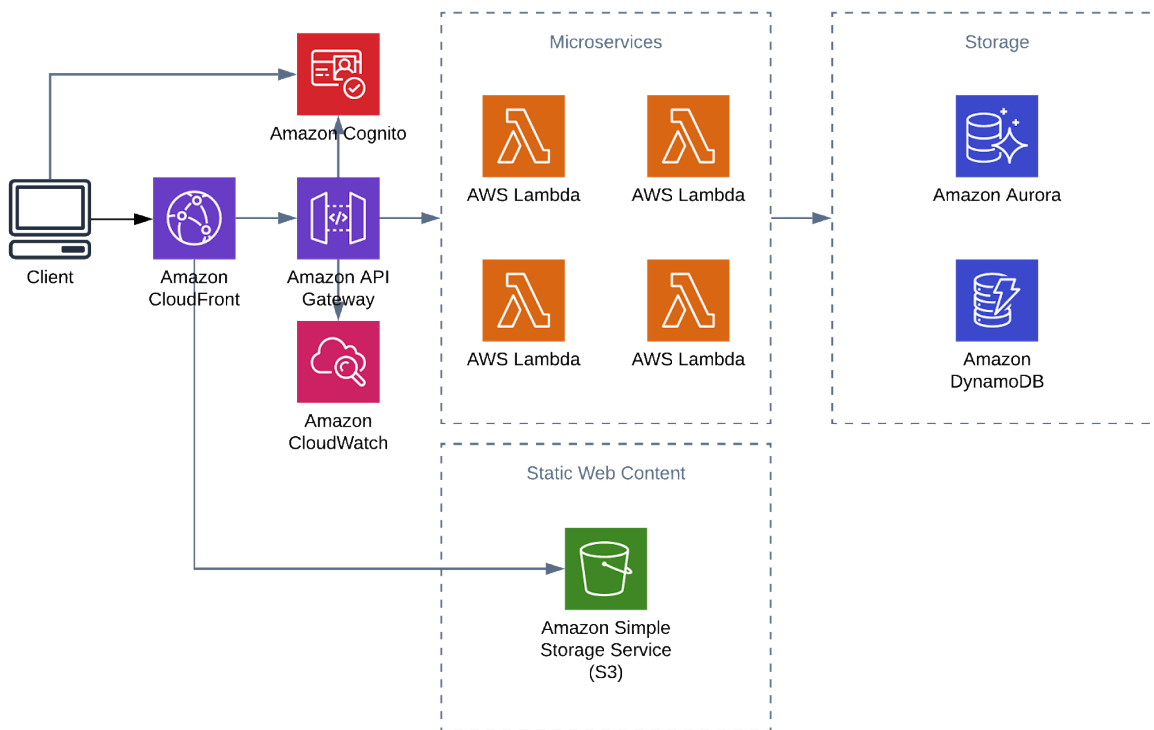 Microservices
Storage
Amazon Cognito
AWS Lambda
AWS Lambda
Amazon Aurora
Client
Amazon
CloudFront
Amazon API
Gateway
AWS Lambda
AWS Lambda
Amazon
DynamoDB
Amazon
CloudWatch
Static Web Content
Amazon Simple
Storage Service
(S3)